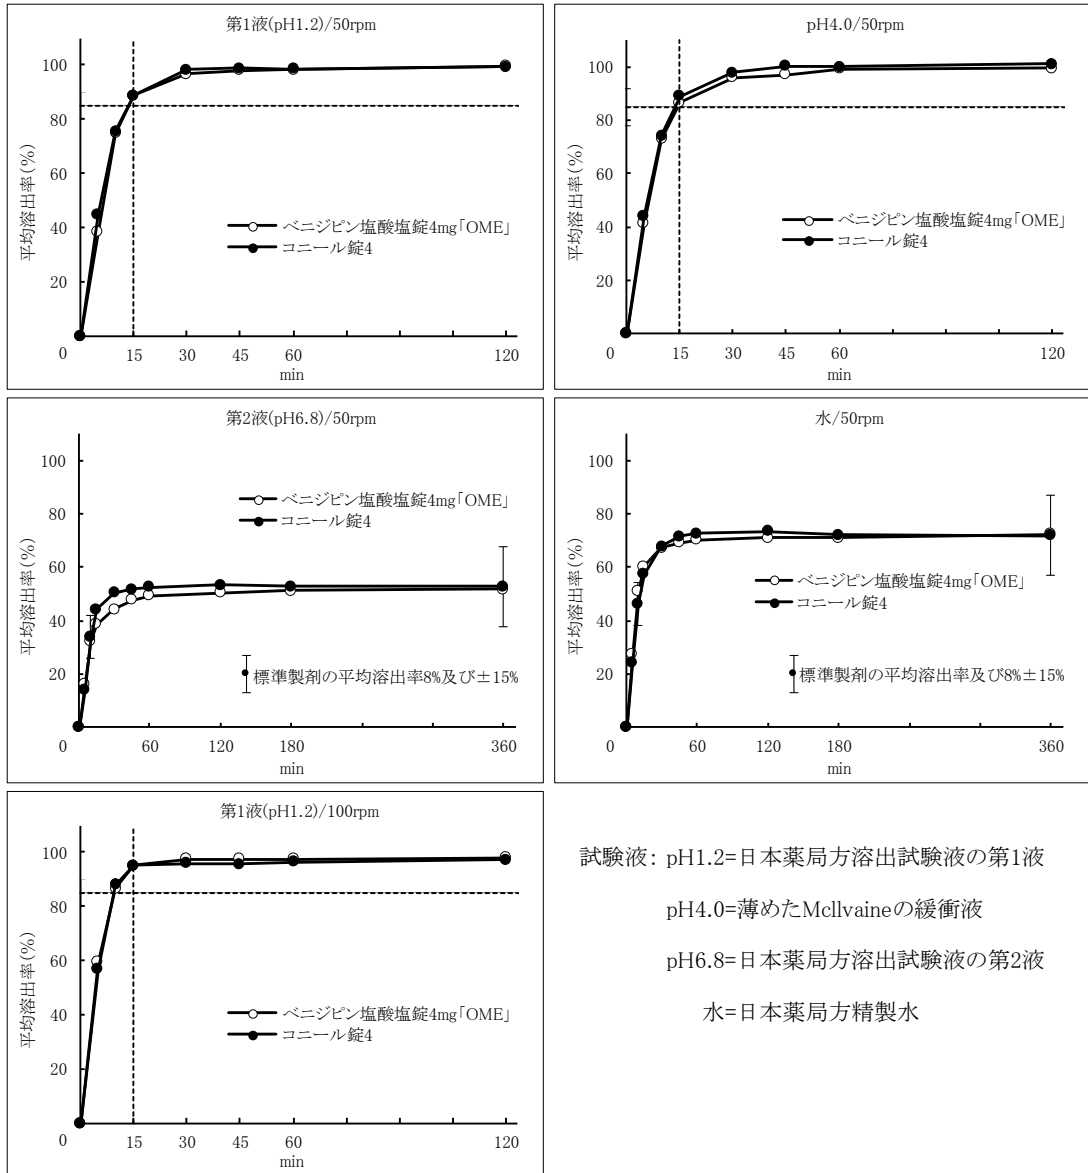 第1液(pH1.2)/50rpm
平均溶出率(%)
100
80
60
40
20
0
ベニジピン塩酸塩錠4mg「OME」
コニール錠4
15
30
45
60
120
min
pH4.0/50rpm
平均溶出率(%)
100
80
60
40
20
0
ベニジピン塩酸塩錠4mg「OME」
コニール錠4
15
30
45
60
120
min
第2液(pH6.8)/50rpm
平均溶出率(%)
100
80
60
40
20
0
ベニジピン塩酸塩錠4mg「OME」
コニール錠4
標準製剤の平均溶出率8%及び±15%
60
120
180
360
min
水/50rpm
平均溶出率(%)
100
80
60
40
20
0
ベニジピン塩酸塩錠4mg「OME」
コニール錠4
標準製剤の平均溶出率及び8%±15%
60
120
180
360
min
第1液(pH1.2)/100rpm
平均溶出率(%)
100
80
60
40
20
0
ベニジピン塩酸塩錠4mg「OME」
コニール錠4
15
30
45
60
120
min
試験液: pH1.2=日本薬局方溶出試験液の第1液
pH4.0=薄めたMcllvaineの緩衝液
pH6.8=日本薬局方溶出試験液の第2液
水=日本薬局方精製水